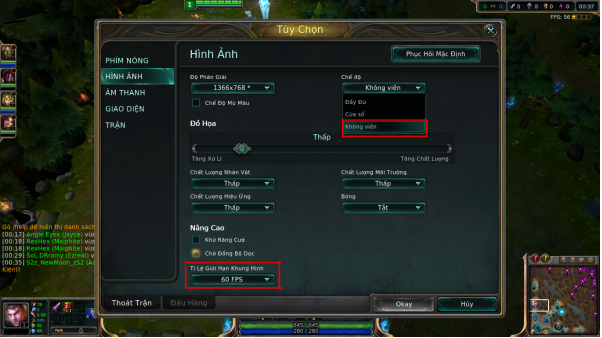 1
00:37
FPS: 56
Tùy Chọn
PHÍM NÓNG
HÌNH ẢNH
ÂM THANH
GIAO DIỆN
TRẬN
Hình Ảnh
Phục Hồi Mặc Định
Độ Phân Giải
Chế độ
1366x768 *
Không viền
Chế Độ Mù Màu
Đầy Đủ
Cửa sổ
Không viền
Đồ Họa
Thấp
Tăng Xử Lí
Tăng Chất Lượng
Chất Lượng Nhân Vật
Chất Lượng Môi Trường
Thấp
Thấp
Chất Lượng Hiệu Ứng
Bóng
Thấp
Tắt
Nâng Cao
Khử Răng Cưa
Chờ Đồng Bộ Dọc
Tỉ Lệ Giới Hạn Khung Hình
60 FPS
Thoát Trận
Đầu Hàng
Okay
Hủy
Gõ /help để hiển thị danh sách
[00:17] Angle Eyes (Jayce) vừa
[00:18] RexHex (Malphite) vừa
[00:18] RexHex (Malphite) vừa
[00:29] SoL.DRrainy (Ezreal) vừa
[00:35] S2z_NewMoon_zS2
Kiện)!
645 / 645
280 / 280